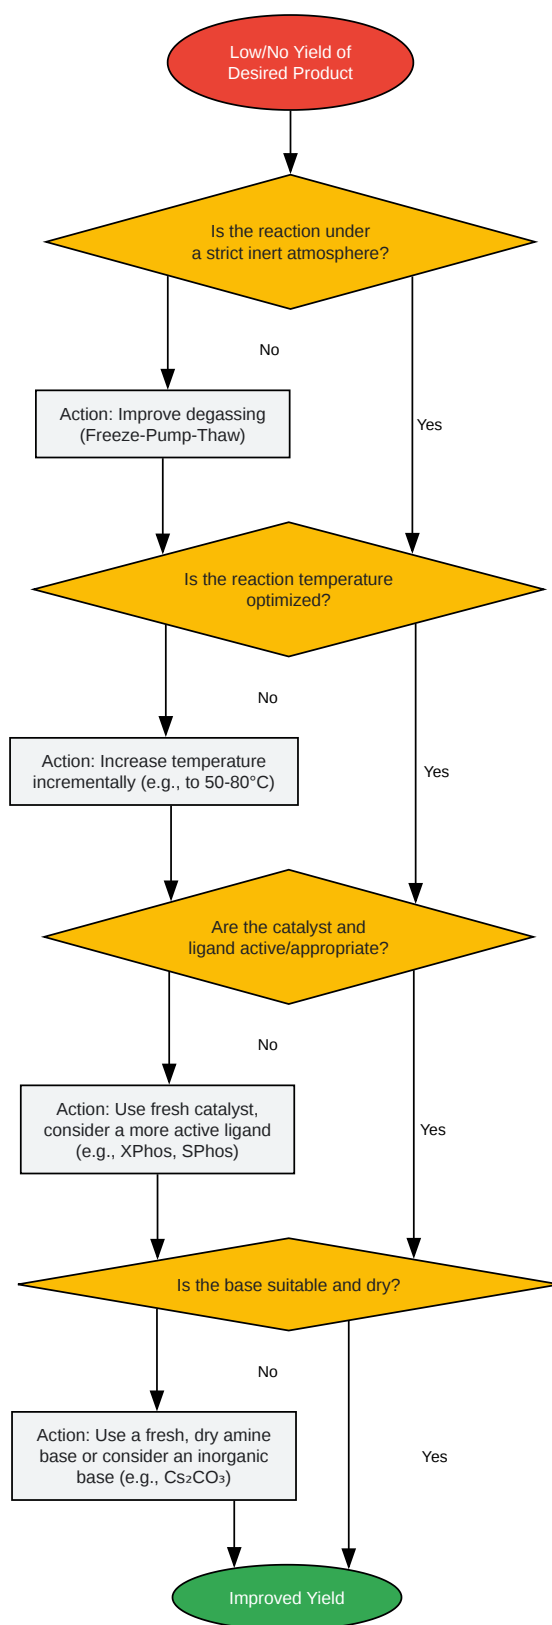 Low/No Yield of
Desired Product
Is the reaction under
a strict inert atmosphere?
No
Action: Improve degassing
(Freeze-Pump-Thaw)
Yes
Is the reaction temperature
optimized?
No
Action: Increase temperature
incrementally (e.g., to 50-80°C)
Yes
Are the catalyst and
ligand active/appropriate?
No
Action: Use fresh catalyst,
consider a more active ligand
(e.g., XPhos, SPhos)
Yes
Is the base suitable and dry?
No
Action: Use a fresh, dry amine
base or consider an inorganic
base (e.g., Cs₂CO₃)
Yes
Improved Yield